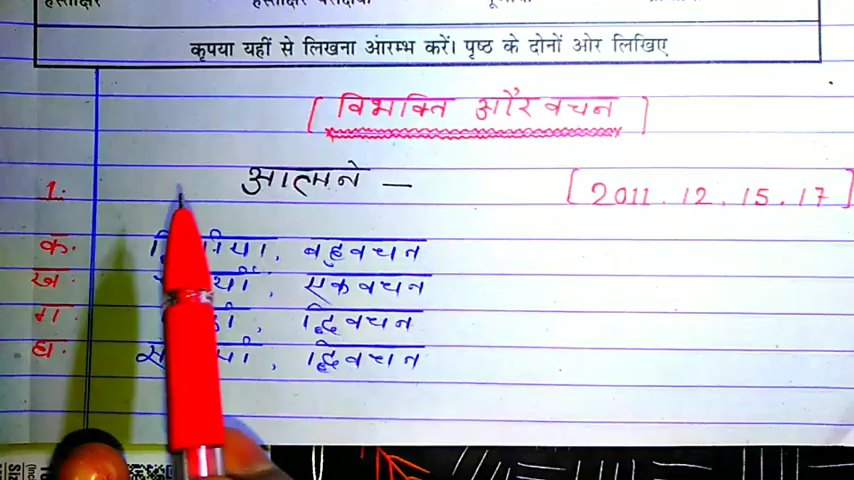 कृपया यहीं से लिखना आंरम्भ करें। पृष्ठ के दोनों ओर लिखिए
[ विभक्ति और वचन ]
1. आत्मने — [ 2011.12.15.17 ]
क. बहुवचन
ख. एकवचन
ग. द्विवचन
घ. द्विवचन